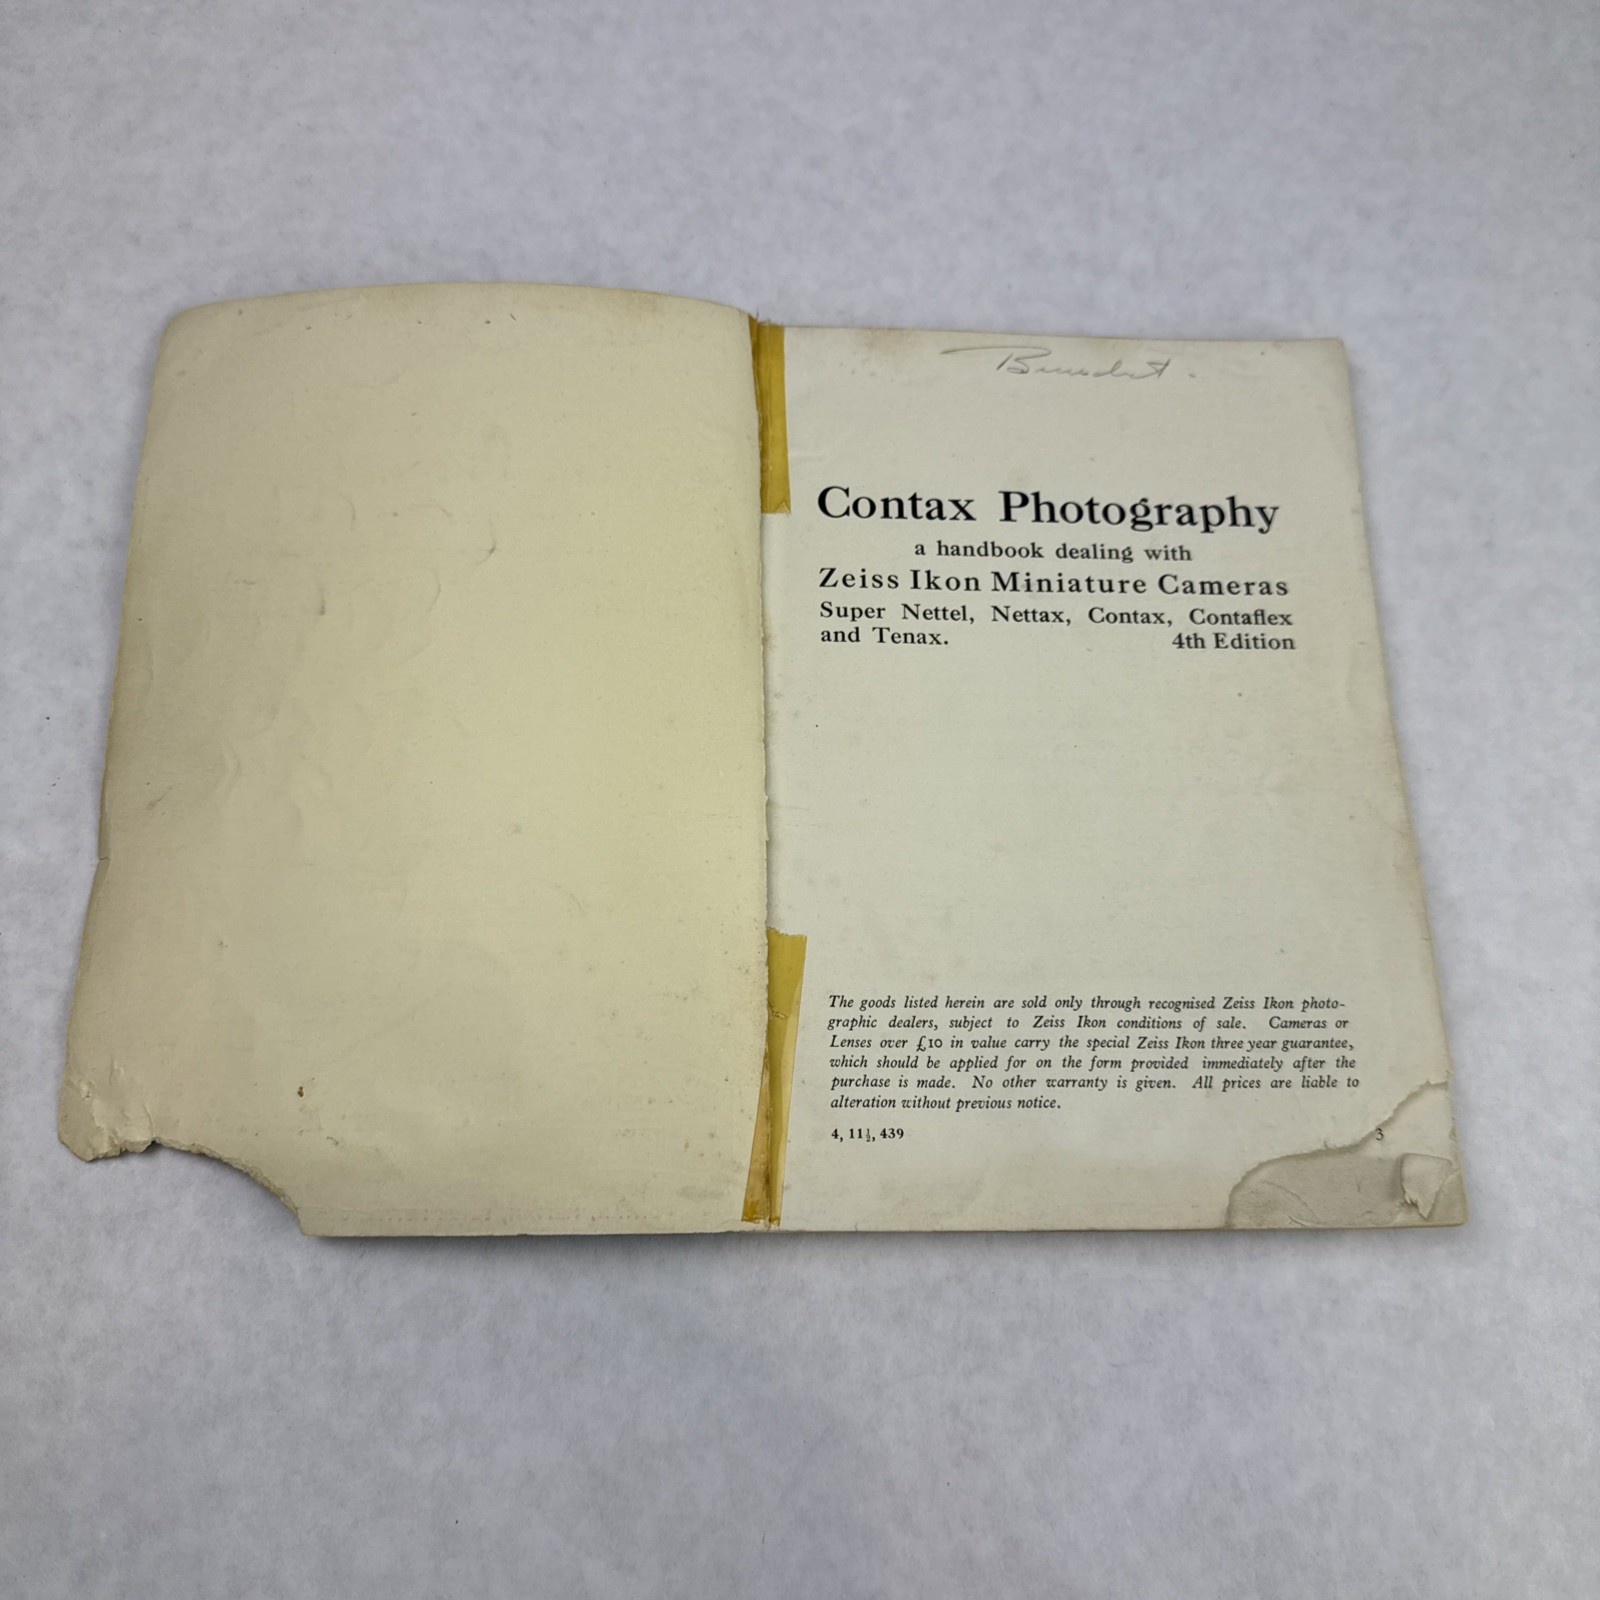 Contax Photography
a handbook dealing with
Zeiss Ikon Miniature Cameras
Super Nettel, Nettax, Contax, Contaflex
and Tenax. 4th Edition
The goods listed herein are sold only through recognised Zeiss Ikon photo-
graphic dealers, subject to Zeiss Ikon conditions of sale. Cameras or
Lenses over £10 in value carry the special Zeiss Ikon three year guarantee,
which should be applied for on the form provided immediately after the
purchase is made. No other warranty is given. All prices are liable to
alteration without previous notice.
4, 11½, 439
3